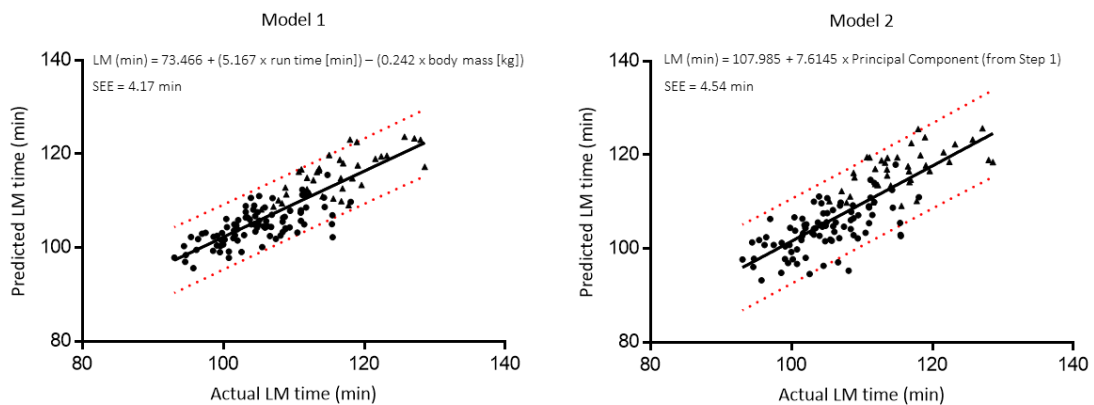 Model 1
LM (min) = 73.466 + (5.167 x run time [min]) – (0.242 x body mass [kg])
SEE = 4.17 min
Predicted LM time (min)
140
120
100
80
80 100 120 140
Actual LM time (min)
Model 2
LM (min) = 107.985 + 7.6145 x Principal Component (from Step 1)
SEE = 4.54 min
Predicted LM time (min)
140
120
100
80
80 100 120 140
Actual LM time (min)